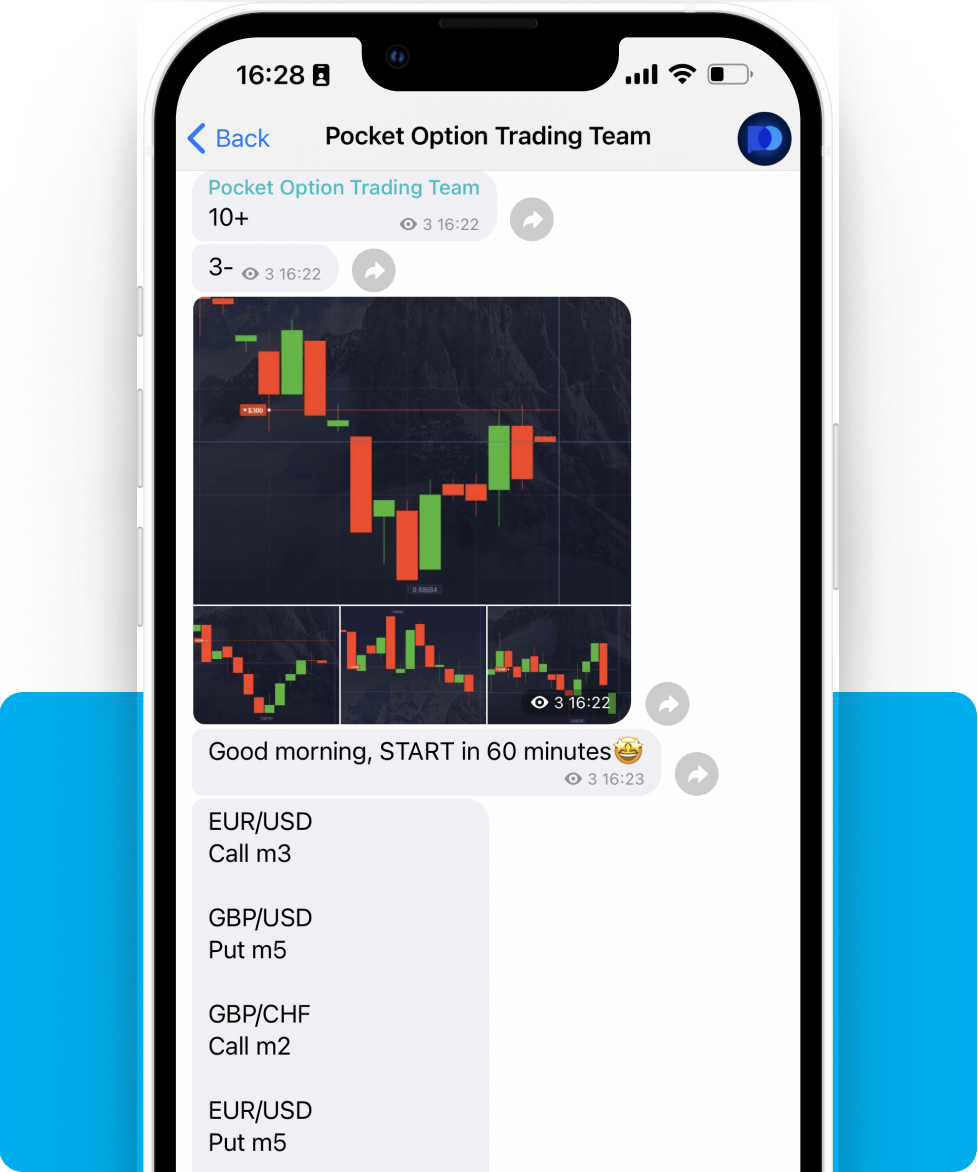 16:28
Back
Pocket Option Trading Team
Pocket Option Trading Team
10+
3 16:22
3-
3 16:22
$300
0.88684
3 16:22
Good morning, START in 60 minutes🤩
3 16:23
EUR/USD
Call m3
GBP/USD
Put m5
GBP/CHF
Call m2
EUR/USD
Put m5